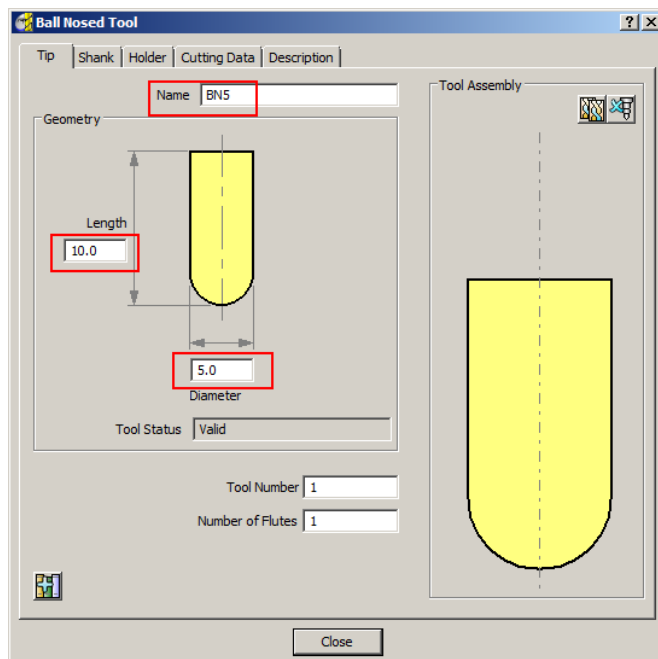 Ball Nosed Tool
Tip Shank Holder Cutting Data Description
Name BN5
Tool Assembly
Geometry
Length
10.0
5.0
Diameter
Tool Status Valid
Tool Number 1
Number of Flutes 1
Close